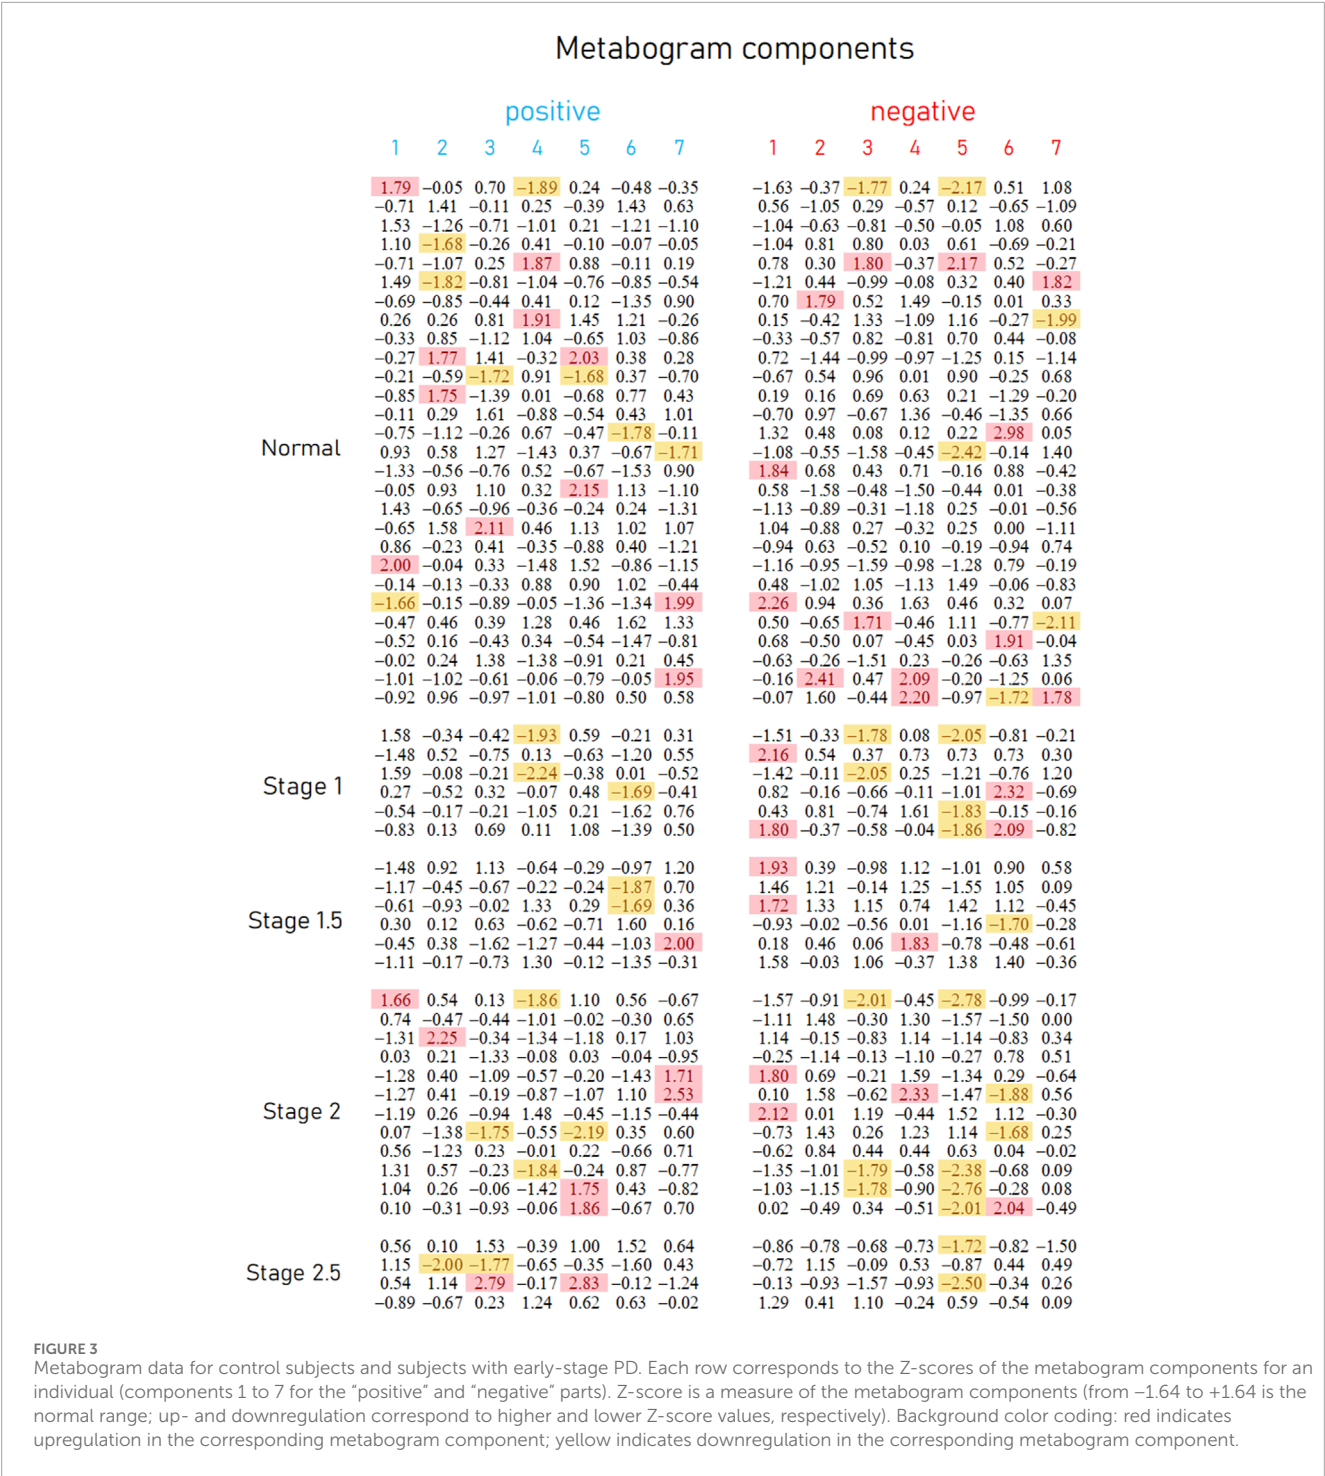 Metabogram components
positive negative
1 2 3 4 5 6 7 1 2 3 4 5 6 7
1.79 –0.05 0.70 –1.89 0.24 –0.48 –0.35 –1.63 –0.37 –1.77 0.24 –2.17 0.51 1.08
–0.71 1.41 –0.11 0.25 –0.39 1.43 0.63 0.56 –1.05 0.29 –0.57 0.12 –0.65 –1.09
1.53 –1.26 –0.71 –1.01 0.21 –1.21 –1.10 –1.04 –0.63 –0.81 –0.50 –0.05 1.08 0.60
1.10 –1.68 –0.26 0.41 –0.10 –0.07 –0.05 –1.04 0.81 0.80 0.03 0.61 –0.69 –0.21
–0.71 –1.07 0.25 1.87 0.88 –0.11 0.19 0.78 0.30 1.80 –0.37 2.17 0.52 –0.27
1.49 –1.82 –0.81 –1.04 –0.76 –0.85 –0.54 –1.21 0.44 –0.99 –0.08 0.32 0.40 1.82
–0.69 –0.85 –0.44 0.41 0.12 –1.35 0.90 0.70 1.79 0.52 1.49 –0.15 0.01 0.33
0.26 0.26 0.81 1.91 1.45 1.21 –0.26 0.15 –0.42 1.33 –1.09 1.16 –0.27 –1.99
–0.33 0.85 –1.12 1.04 –0.65 1.03 –0.86 –0.33 –0.57 0.82 –0.81 0.70 0.44 –0.08
–0.27 1.77 1.41 –0.32 2.03 0.38 0.28 0.72 –1.44 –0.99 –0.97 –1.25 0.15 –1.14
–0.21 –0.59 –1.72 0.91 –1.68 0.37 –0.70 –0.67 0.54 0.96 0.01 0.90 –0.25 0.68
–0.85 1.75 –1.39 0.01 –0.68 0.77 0.43 0.19 0.16 0.69 0.63 0.21 –1.29 –0.20
–0.11 0.29 1.61 –0.88 –0.54 0.43 1.01 –0.70 0.97 –0.67 1.36 –0.46 –1.35 0.66
–0.75 –1.12 –0.26 0.67 –0.47 –1.78 –0.11 1.32 0.48 0.08 0.12 0.22 2.98 0.05
Normal
0.93 0.58 1.27 –1.43 0.37 –0.67 –1.71 –1.08 –0.55 –1.58 –0.45 –2.42 –0.14 1.40
–1.33 –0.56 –0.76 0.52 –0.67 –1.53 0.90 1.84 0.68 0.43 0.71 –0.16 0.88 –0.42
–0.05 0.93 1.10 0.32 2.15 1.13 –1.10 0.58 –1.58 –0.48 –1.50 –0.44 0.01 –0.38
1.43 –0.65 –0.96 –0.36 –0.24 0.24 –1.31 –1.13 –0.89 –0.31 –1.18 0.25 –0.01 –0.56
–0.65 1.58 2.11 0.46 1.13 1.02 1.07 1.04 –0.88 0.27 –0.32 0.25 0.00 –1.11
0.86 –0.23 0.41 –0.35 –0.88 0.40 –1.21 –0.94 0.63 –0.52 0.10 –0.19 –0.94 0.74
2.00 –0.04 0.33 –1.48 1.52 –0.86 –1.15 –1.16 –0.95 –1.59 –0.98 –1.28 0.79 –0.19
–0.14 –0.13 –0.33 0.88 0.90 1.02 –0.44 0.48 –1.02 1.05 –1.13 1.49 –0.06 –0.83
–1.66 –0.15 –0.89 –0.05 –1.36 –1.34 1.99 2.26 0.94 0.36 1.63 0.46 0.32 0.07
–0.47 0.46 0.39 1.28 0.46 1.62 1.33 0.50 –0.65 1.71 –0.46 1.11 –0.77 –2.11
–0.52 0.16 –0.43 0.34 –0.54 –1.47 –0.81 0.68 –0.50 0.07 –0.45 0.03 1.91 –0.04
–0.02 0.24 1.38 –1.38 –0.91 0.21 0.45 –0.63 –0.26 –1.51 0.23 –0.26 –0.63 1.35
–1.01 –1.02 –0.61 –0.06 –0.79 –0.05 1.95 –0.16 2.41 0.47 2.09 –0.20 –1.25 0.06
–0.92 0.96 –0.97 –1.01 –0.80 0.50 0.58 –0.07 1.60 –0.44 2.20 –0.97 –1.72 1.78
1.58 –0.34 –0.42 –1.93 0.59 –0.21 0.31 –1.51 –0.33 –1.78 0.08 –2.05 –0.81 –0.21
–1.48 0.52 –0.75 0.13 –0.63 –1.20 0.55 2.16 0.54 0.37 0.73 0.73 0.73 0.30
1.59 –0.08 –0.21 –2.24 –0.38 0.01 –0.52 –1.42 –0.11 –2.05 0.25 –1.21 –0.76 1.20
Stage 1
0.27 –0.52 0.32 –0.07 0.48 –1.69 –0.41 0.82 –0.16 –0.66 –0.11 –1.01 2.32 –0.69
–0.54 –0.17 –0.21 –1.05 0.21 –1.62 0.76 0.43 0.81 –0.74 1.61 –1.83 –0.15 –0.16
–0.83 0.13 0.69 0.11 1.08 –1.39 0.50 1.80 –0.37 –0.58 –0.04 –1.86 2.09 –0.82
–1.48 0.92 1.13 –0.64 –0.29 –0.97 1.20 1.93 0.39 –0.98 1.12 –1.01 0.90 0.58
–1.17 –0.45 –0.67 –0.22 –0.24 –1.87 0.70 1.46 1.21 –0.14 1.25 –1.55 1.05 0.09
–0.61 –0.93 –0.02 1.33 0.29 –1.69 0.36 1.72 1.33 1.15 0.74 1.42 1.12 –0.45
Stage 1.5
0.30 0.12 0.63 –0.62 –0.71 1.60 0.16 –0.93 –0.02 –0.56 0.01 –1.16 –1.70 –0.28
–0.45 0.38 –1.62 –1.27 –0.44 –1.03 2.00 0.18 0.46 0.06 1.83 –0.78 –0.48 –0.61
–1.11 –0.17 –0.73 1.30 –0.12 –1.35 –0.31 1.58 –0.03 1.06 –0.37 1.38 1.40 –0.36
1.66 0.54 0.13 –1.86 1.10 0.56 –0.67 –1.57 –0.91 –2.01 –0.45 –2.78 –0.99 –0.17
0.74 –0.47 –0.44 –1.01 –0.02 –0.30 0.65 –1.11 1.48 –0.30 1.30 –1.57 –1.50 0.00
–1.31 2.25 –0.34 –1.34 –1.18 0.17 1.03 1.14 –0.15 –0.83 1.14 –1.14 –0.83 0.34
0.03 0.21 –1.33 –0.08 0.03 –0.04 –0.95 –0.25 –1.14 –0.13 –1.10 –0.27 0.78 0.51
–1.28 0.40 –1.09 –0.57 –0.20 –1.43 1.71 1.80 0.69 –0.21 1.59 –1.34 0.29 –0.64
–1.27 0.41 –0.19 –0.87 –1.07 1.10 2.53 0.10 1.58 –0.62 2.33 –1.47 –1.88 0.56
Stage 2
–1.19 0.26 –0.94 1.48 –0.45 –1.15 –0.44 2.12 0.01 1.19 –0.44 1.52 1.12 –0.30
0.07 –1.38 –1.75 –0.55 –2.19 0.35 0.60 –0.73 1.43 0.26 1.23 1.14 –1.68 0.25
0.56 –1.23 0.23 –0.01 0.22 –0.66 0.71 –0.62 0.84 0.44 0.44 0.63 0.04 –0.02
1.31 0.57 –0.23 –1.84 –0.24 0.87 –0.77 –1.35 –1.01 –1.79 –0.58 –2.38 –0.68 0.09
1.04 0.26 –0.06 –1.42 1.75 0.43 –0.82 –1.03 –1.15 –1.78 –0.90 –2.76 –0.28 0.08
0.10 –0.31 –0.93 –0.06 1.86 –0.67 0.70 0.02 –0.49 0.34 –0.51 –2.01 2.04 –0.49
0.56 0.10 1.53 –0.39 1.00 1.52 0.64 –0.86 –0.78 –0.68 –0.73 –1.72 –0.82 –1.50
1.15 –2.00 –1.77 –0.65 –0.35 –1.60 0.43 –0.72 1.15 –0.09 0.53 –0.87 0.44 0.49
Stage 2.5
0.54 1.14 2.79 –0.17 2.83 –0.12 –1.24 –0.13 –0.93 –1.57 –0.93 –2.50 –0.34 0.26
–0.89 –0.67 0.23 1.24 0.62 0.63 –0.02 1.29 0.41 1.10 –0.24 0.59 –0.54 0.09
FIGURE 3
Metabogram data for control subjects and subjects with early-stage PD. Each row corresponds to the Z-scores of the metabogram components for an
individual (components 1 to 7 for the “positive” and “negative” parts). Z-score is a measure of the metabogram components (from –1.64 to +1.64 is the
normal range; up- and downregulation correspond to higher and lower Z-score values, respectively). Background color coding: red indicates
upregulation in the corresponding metabogram component; yellow indicates downregulation in the corresponding metabogram component.